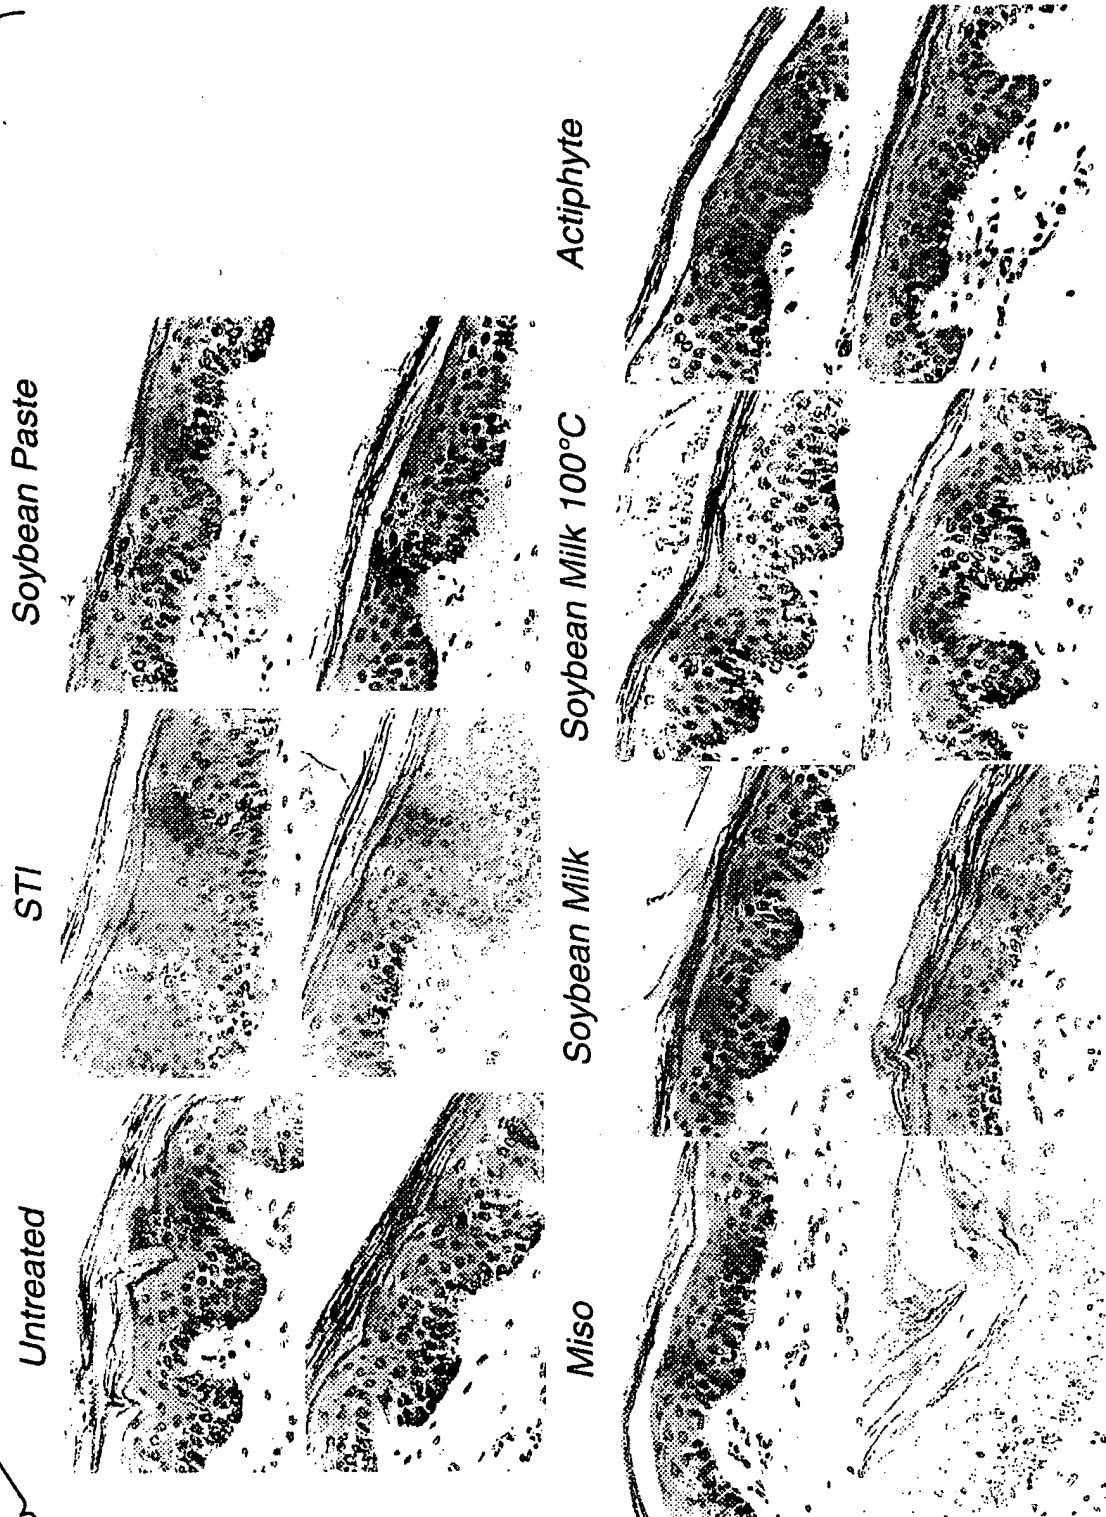 Untreated
STI
Soybean Paste
Miso
Soybean Milk
Soybean Milk 100°C
Actiphyte